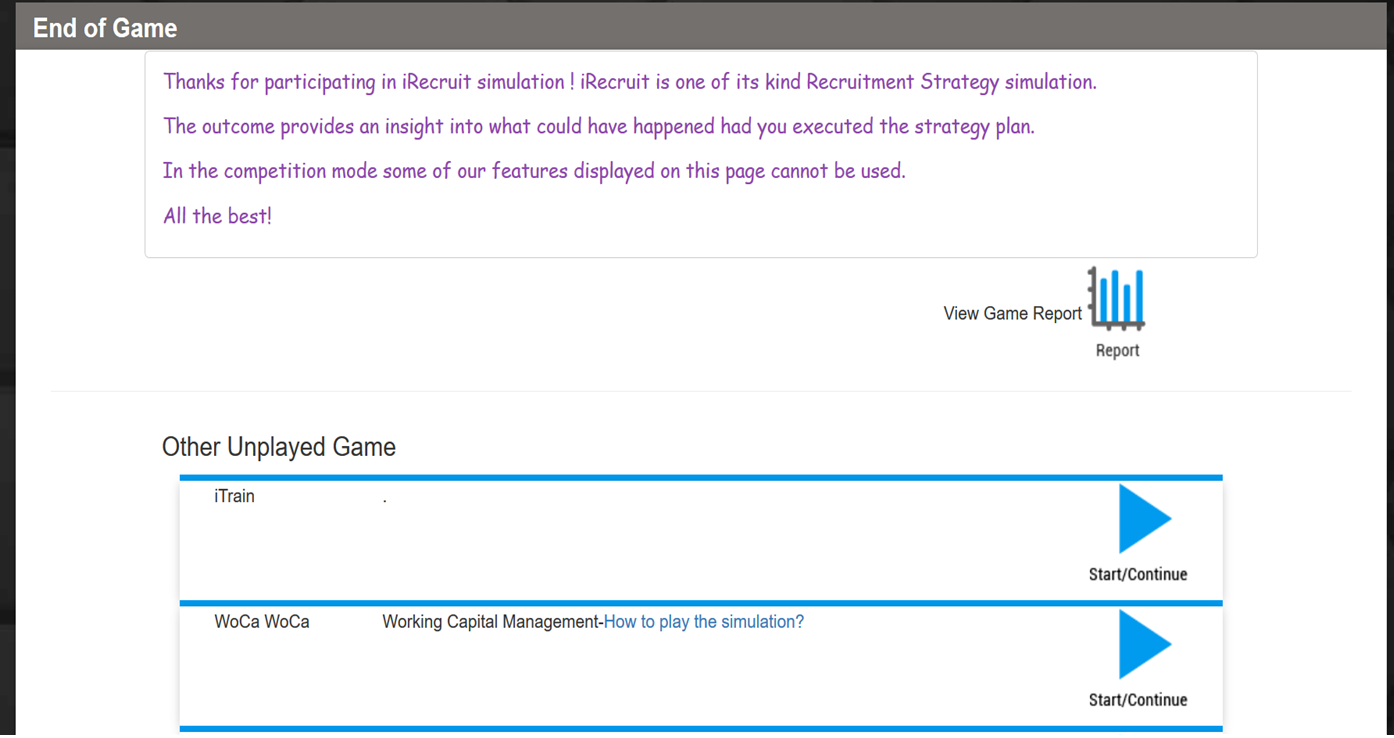 End of Game
Thanks for participating in iRecruit simulation ! iRecruit is one of its kind Recruitment Strategy simulation.
The outcome provides an insight into what could have happened had you executed the strategy plan.
In the competition mode some of our features displayed on this page cannot be used.
All the best!
View Game Report
Report
Other Unplayed Game
iTrain .
Start/Continue
WoCa WoCa Working Capital Management-How to play the simulation?
Start/Continue